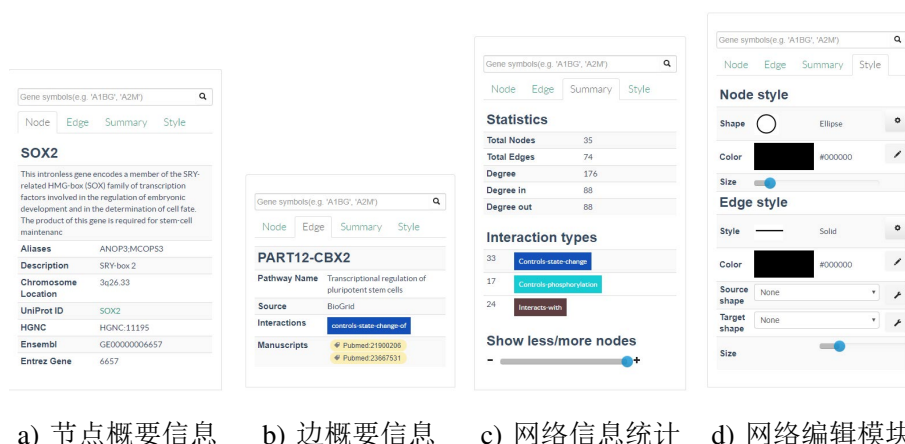 Gene symbols(e.g. 'A1BG', 'A2M')
Node Edge Summary Style
SOX2
This intronless gene encodes a member of the SRY-
related HMG-box (SOX) family of transcription
factors involved in the regulation of embryonic
development and in the determination of cell fate.
The product of this gene is required for stem-cell
maintenanc
Aliases ANOP3;MCOPS3
Description SRY-box 2
Chromosome 3q26.33
Location
UniProt ID SOX2
HGNC HGNC:11195
Ensembl GE00000006657
Entrez Gene 6657
a) 节点概要信息
Gene symbols(e.g. 'A1BG', 'A2M')
Node Edge Summary Style
PART12-CBX2
Pathway Name Transcriptional regulation of
pluripotent stem cells
Source BioGrid
Interactions controls-state-change-of
Manuscripts Pubmed:21900206
Pubmed:23667531
b) 边概要信息
Gene symbols(e.g. 'A1BG', 'A2M')
Node Edge Summary Style
Statistics
Total Nodes 35
Total Edges 74
Degree 176
Degree in 88
Degree out 88
Interaction types
33 Controls-state-change
17 Controls-phosphorylation
24 Interacts-with
Show less/more nodes
- +
c) 网络信息统计
Gene symbols(e.g. 'A1BG', 'A2M')
Node Edge Summary Style
Node style
Shape Ellipse
Color #000000
Size
Edge style
Style Solid
Color #000000
Source None
shape
Target None
shape
Size
d) 网络编辑模块